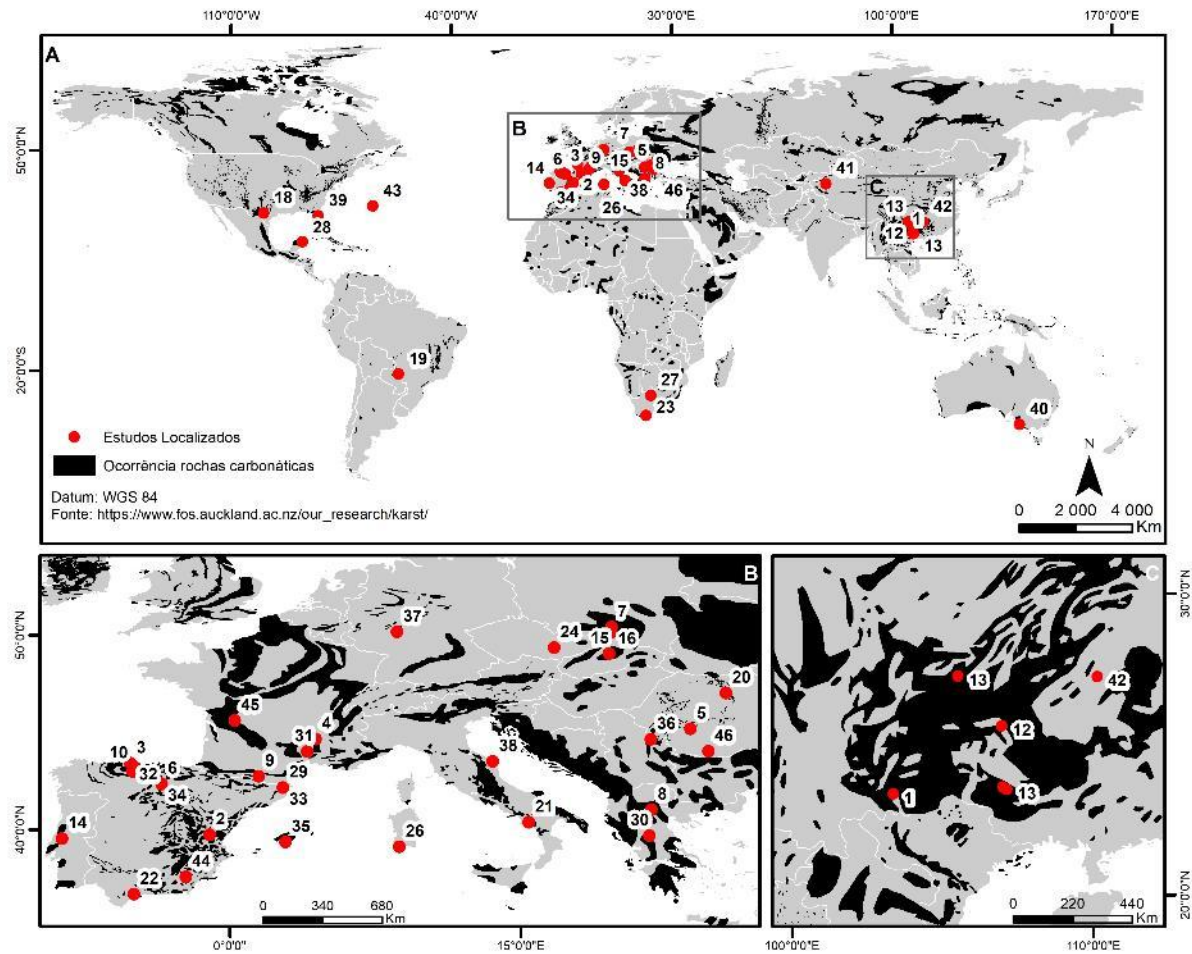 110°0'0"W 40°0'0"W 30°0'0"E 100°0'0"E 170°0'0"E
A
50°0'0"N
20°0'0"S
B
7
14 6 3 9 15 5 8
34 2 26 38 46
41
C
13 42
1
12 13
18 39 43
28
19
27
23
40
Estudos Localizados
Ocorrência rochas carbonáticas
Datum: WGS 84
Fonte: https://www.fos.auckland.ac.nz/our_research/karst/
N
0 2 000 4 000
Km
B
37
7
24 15 16
20
45
4
31
36 5
46
38
10 3
32 6
9 29
34
33
8
21
30
2
35
26
14
44
22
50°0'0"N
40°0'0"N
0 340 680
Km
0°0'0" 15°0'0"E
C
13
42
12
1
13
30°0'0"N
20°0'0"N
0 220 440
Km
100°0'0"E 110°0'0"E